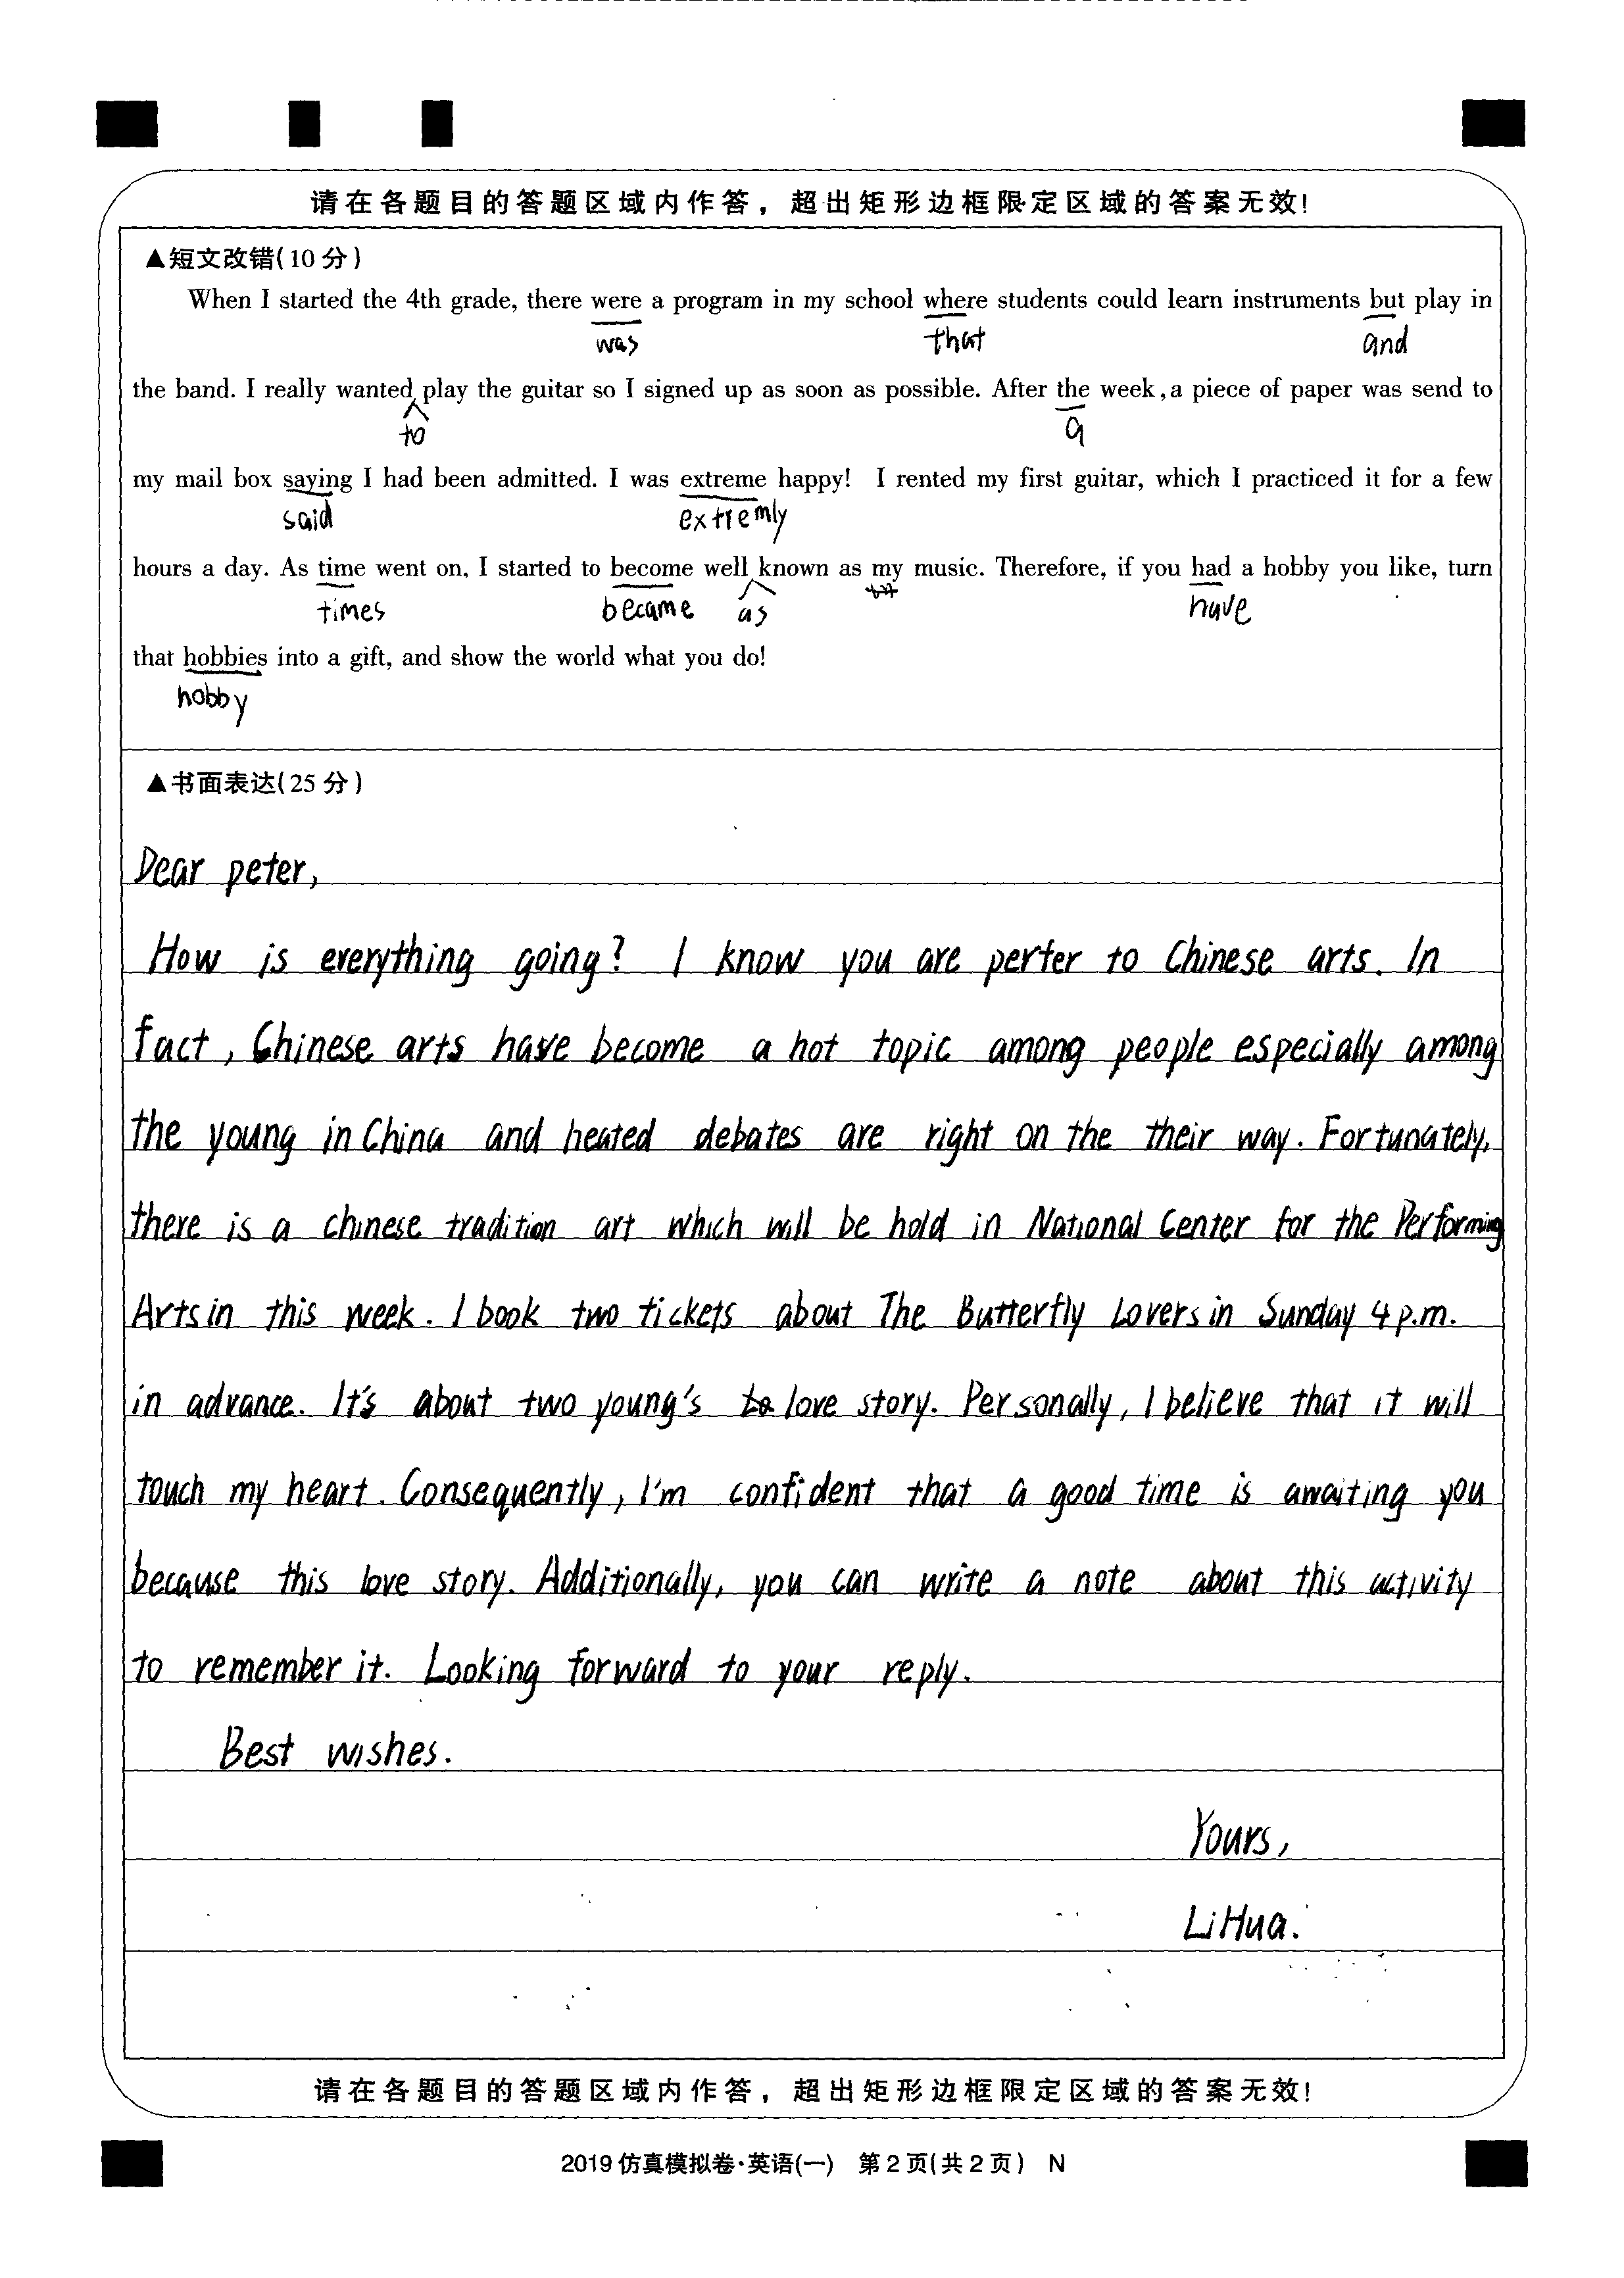 请在各题目的答题区域内作答，超出矩形边框限定区域的答案无效！
▲短文改错(10分)
When I started the 4th grade, there were a program in my school where students could learn instruments but play in
was that and
the band. I really wanted play the guitar so I signed up as soon as possible. After the week, a piece of paper was send to
to a
my mail box saying I had been admitted. I was extreme happy! I rented my first guitar, which I practiced it for a few
said extremly
hours a day. As time went on, I started to become well known as my music. Therefore, if you had a hobby you like, turn
times became as have
that hobbies into a gift, and show the world what you do!
hobby
▲书面表达(25分)
Dear peter,
How is everything going? I know you are perfer to Chinese arts. In
fact, Chinese arts have become a hot topic among people especially among
the young in China and heated debates are right on the their way. Fortunately,
there is a chinese tradition art which will be hold in National Center for the Performing
Arts in this week. I book two tickets about The Butterfly Lovers in Sunday 4 p.m.
in advance. It's about two young's love story. Personally, I believe that it will
touch my heart. Consequently, I'm confident that a good time is awaiting you
because this love story. Additionally, you can write a note about this activity
to remember it. Looking forward to your reply.
Best wishes.
Yours,
Li Hua.
请在各题目的答题区域内作答，超出矩形边框限定区域的答案无效！
2019仿真模拟卷·英语(一) 第2页(共2页) N